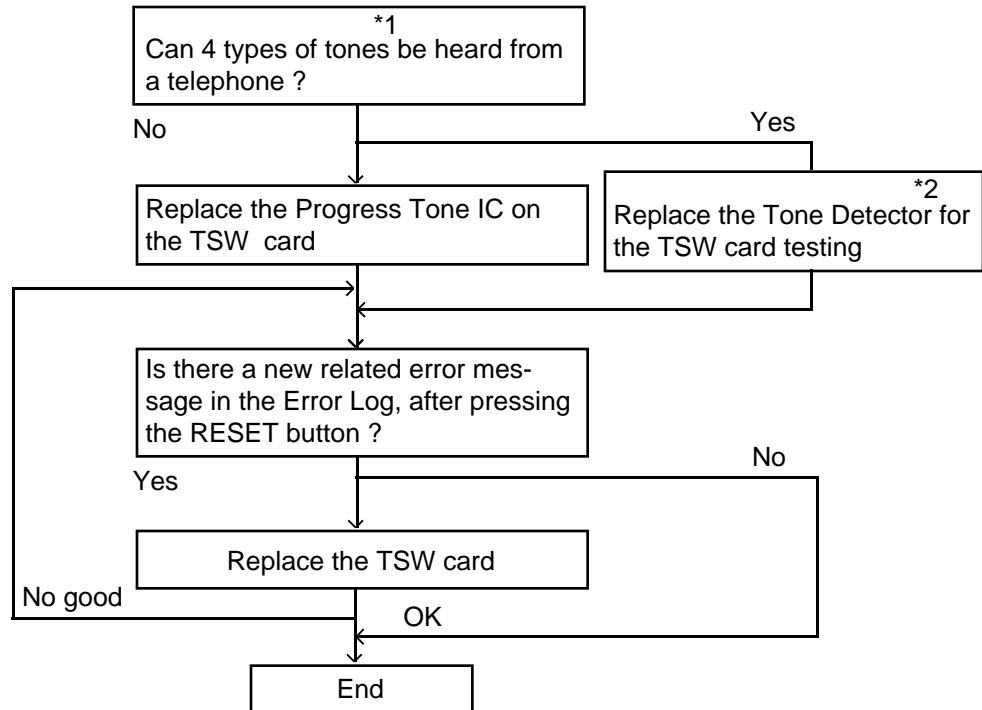 *1
Can 4 types of tones be heard from
a telephone ?
No
Yes
Replace the Progress Tone IC on
the TSW card
*2
Replace the Tone Detector for
the TSW card testing
Is there a new related error mes-
sage in the Error Log, after pressing
the RESET button ?
Yes
No
Replace the TSW card
No good
OK
End